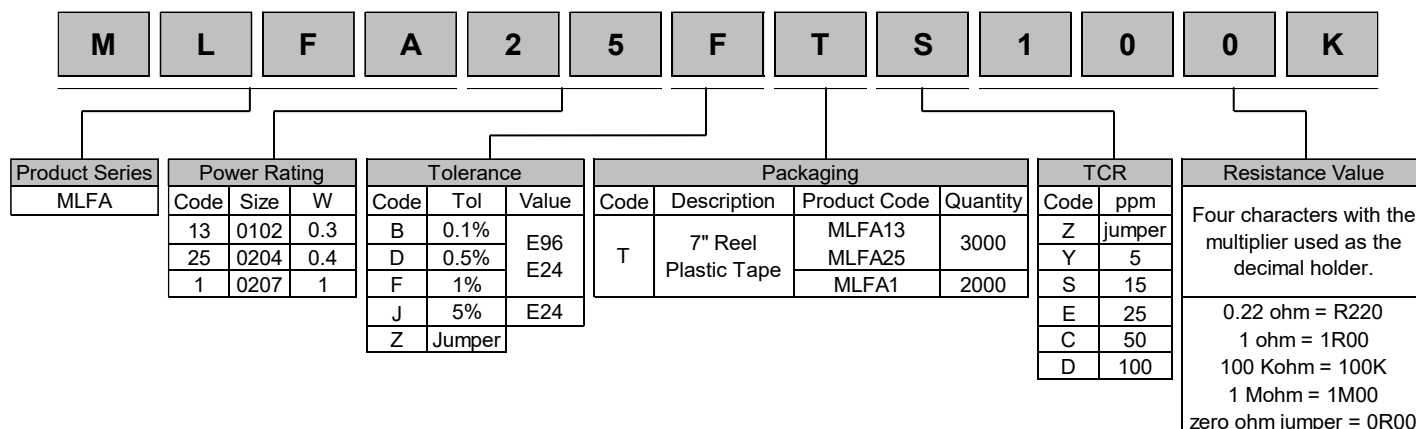 M L F A 2 5 F T S 1 0 0 K
Product Series
MLFA
Power Rating
Code Size W
13 0102 0.3
25 0204 0.4
1 0207 1
Tolerance
Code Tol Value
B 0.1%
D 0.5%
F 1%
E96
E24
J 5% E24
Z Jumper
Packaging
Code Description Product Code Quantity
T
7" Reel
Plastic Tape
MLFA13
MLFA25
3000
MLFA1 2000
TCR
Code ppm
Z jumper
Y 5
S 15
E 25
C 50
D 100
Resistance Value
Four characters with the
multiplier used as the
decimal holder.
0.22 ohm = R220
1 ohm = 1R00
100 Kohm = 100K
1 Mohm = 1M00
zero ohm jumper = 0R00